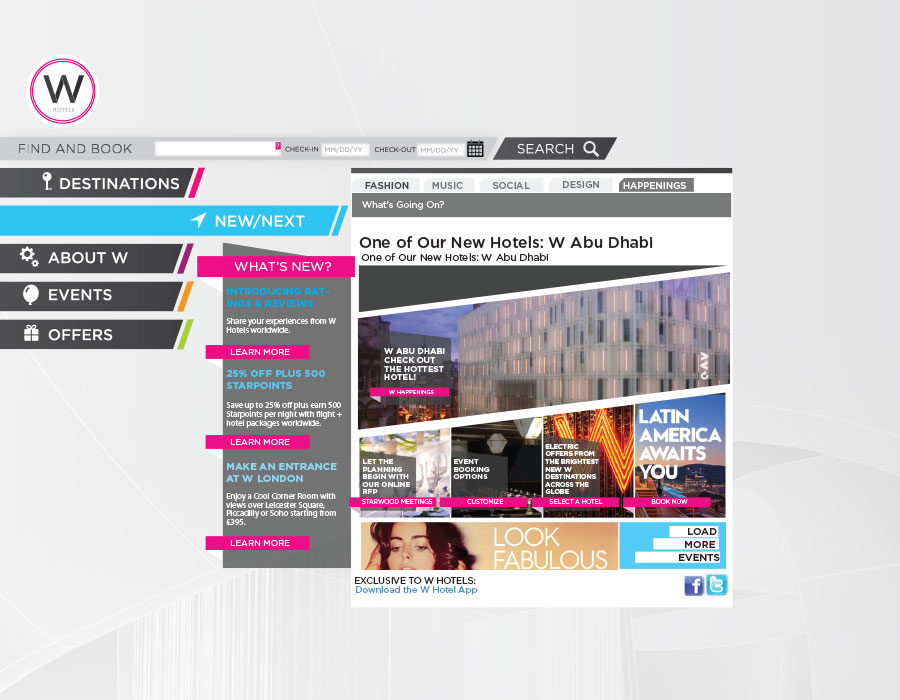 W
HOTELS
FIND AND BOOK
?
CHECK-IN
MM/DD/YY
CHECK-OUT
MM/DD/YY
SEARCH
DESTINATIONS
NEW/NEXT
ABOUT W
EVENTS
OFFERS
WHAT'S NEW?
INTRODUCING RAT-
INGS & REVIEWS
Share your experiences from W
Hotels worldwide.
LEARN MORE
25% OFF PLUS 500
STARPOINTS
Save up to 25% off plus earn 500
Starpoints per night with flight +
hotel packages worldwide.
LEARN MORE
MAKE AN ENTRANCE
AT W LONDON
Enjoy a Cool Corner Room with
views over Leicester Square,
Piccadilly or Soho starting from
£395.
LEARN MORE
FASHION
MUSIC
SOCIAL
DESIGN
HAPPENINGS
What's Going On?
One of Our New Hotels: W Abu Dhabi
One of Our New Hotels: W Abu Dhabi
W ABU DHABI
CHECK OUT
THE HOTTEST
HOTEL!
W HAPPENINGS
LET THE
PLANNING
BEGIN WITH
OUR ONLINE
RFP
STARWOOD MEETINGS
EVENT
BOOKING
OPTIONS
CUSTOMIZE
ELECTRIC
OFFERS FROM
THE BRIGHTEST
NEW W
DESTINATIONS
ACROSS THE
GLOBE
SELECT A HOTEL
LATIN
AMERICA
AWAITS
YOU
BOOK NOW
LOOK
FABULOUS
LOAD
MORE
EVENTS
EXCLUSIVE TO W HOTELS:
Download the W Hotel App
f
t